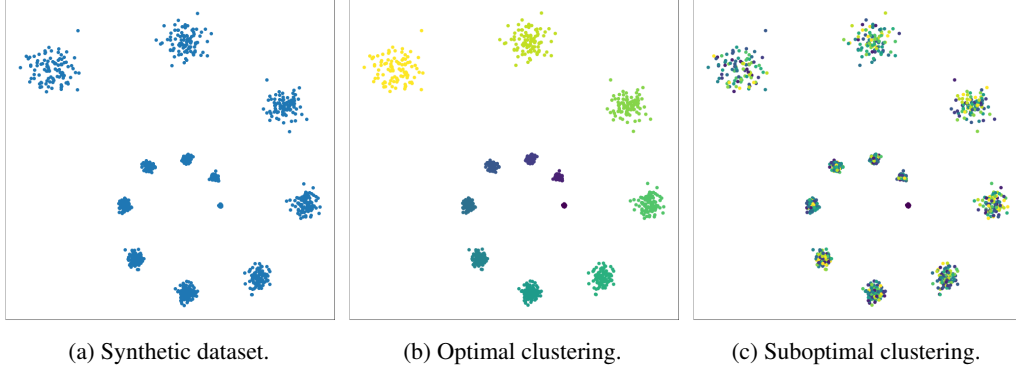 (a) Synthetic dataset.
(b) Optimal clustering.
(c) Suboptimal clustering.